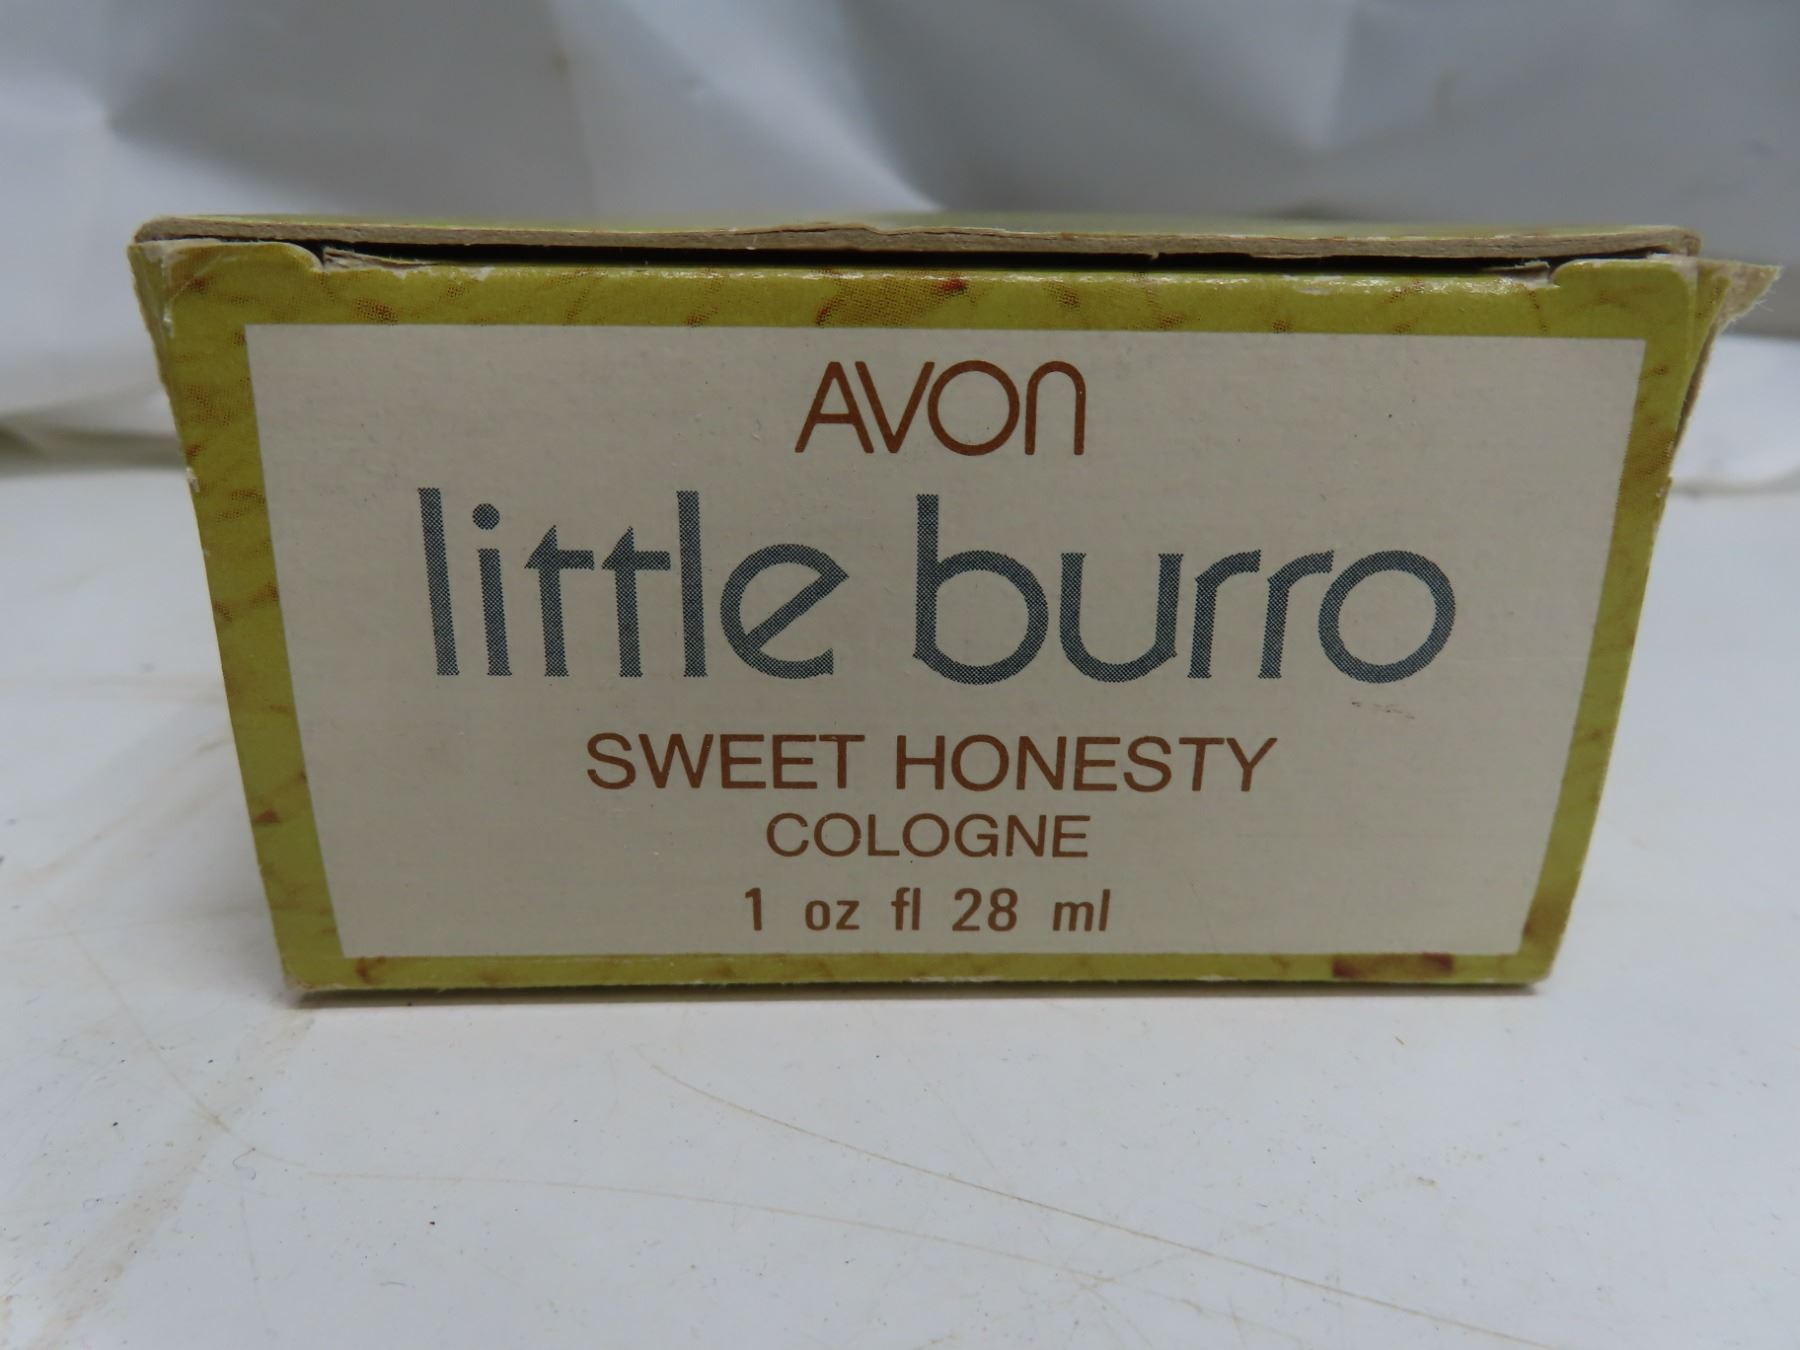 AVON
little burro
SWEET HONESTY
COLOGNE
1 oz fl 28 ml